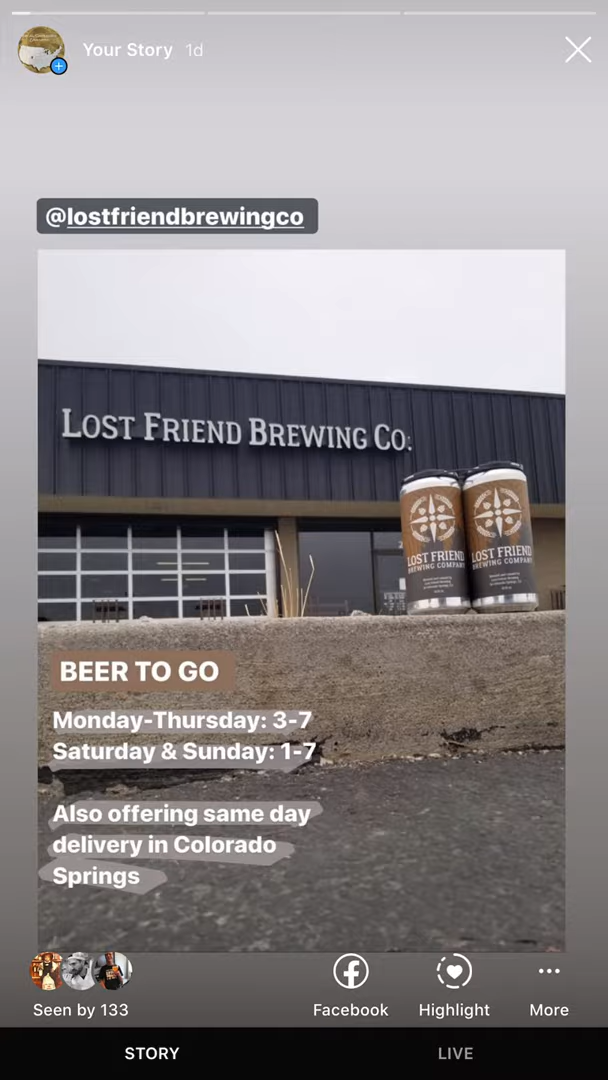 Your Story 1d
@lostfriendbrewingco
LOST FRIEND BREWING CO.
LOST FRIEND
BREWING COMPANY
LOST FRIEND
BREWING COMPANY
BEER TO GO
Monday-Thursday: 3-7
Saturday & Sunday: 1-7
Also offering same day
delivery in Colorado
Springs
Seen by 133
Facebook
Highlight
More
STORY
LIVE